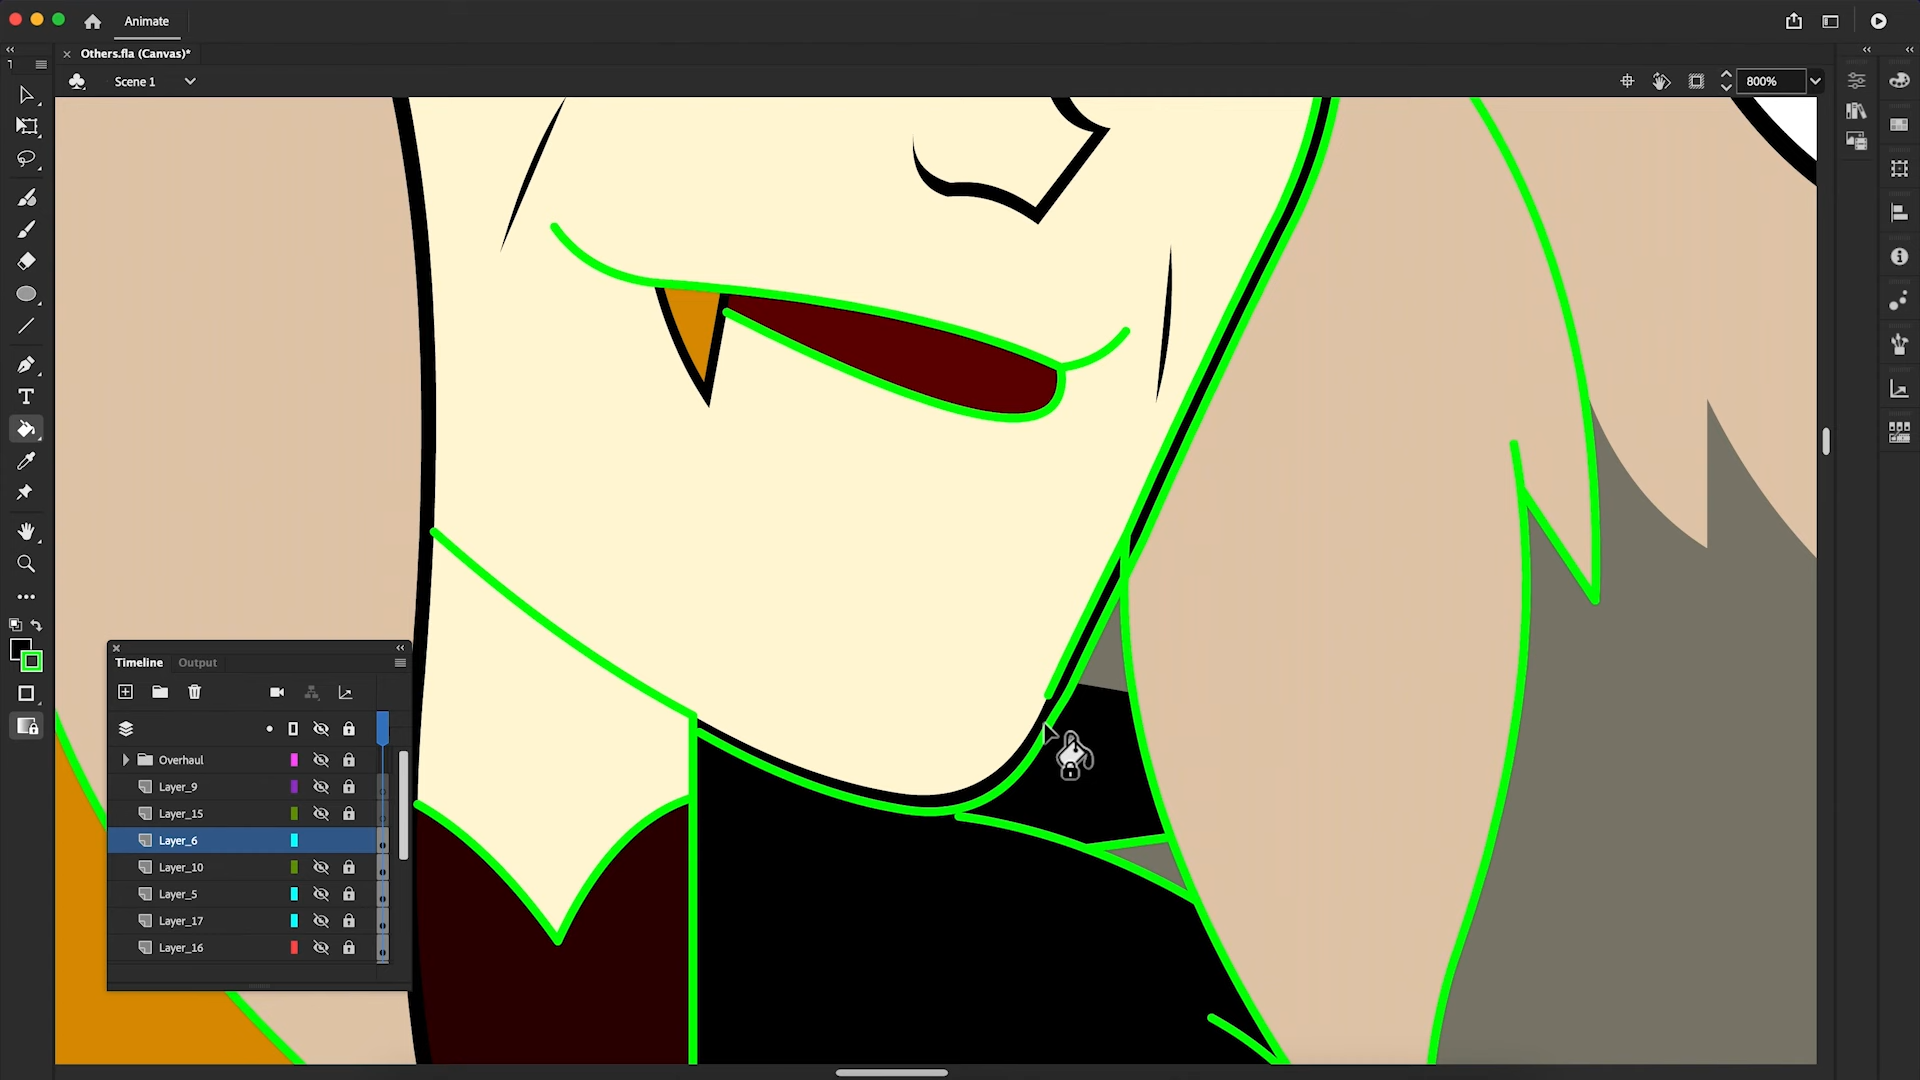 Animate
Others.fla (Canvas)*
Scene 1
800%
Timeline
Output
Overhaul
Layer_9
Layer_15
Layer_6
Layer_10
Layer_5
Layer_17
Layer_16